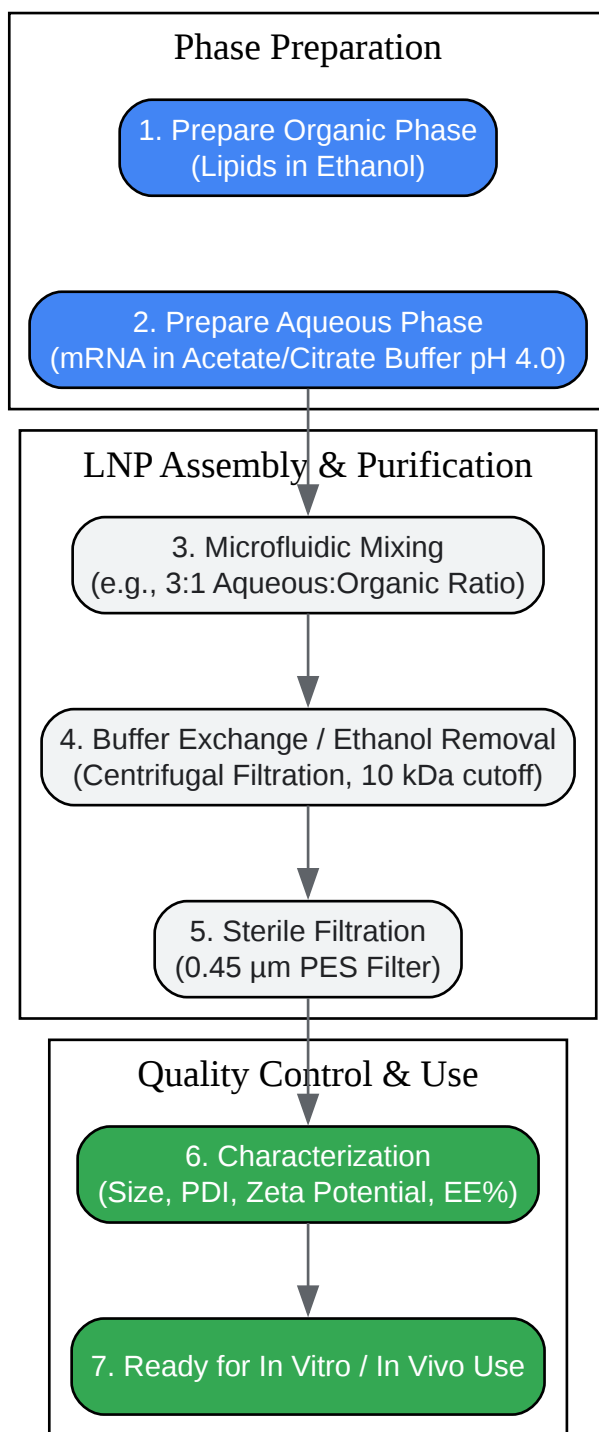 Phase Preparation
1. Prepare Organic Phase
(Lipids in Ethanol)
2. Prepare Aqueous Phase
(mRNA in Acetate/Citrate Buffer pH 4.0)
LNP Assembly & Purification
3. Microfluidic Mixing
(e.g., 3:1 Aqueous:Organic Ratio)
4. Buffer Exchange / Ethanol Removal
(Centrifugal Filtration, 10 kDa cutoff)
5. Sterile Filtration
(0.45 µm PES Filter)
Quality Control & Use
6. Characterization
(Size, PDI, Zeta Potential, EE%)
7. Ready for In Vitro / In Vivo Use